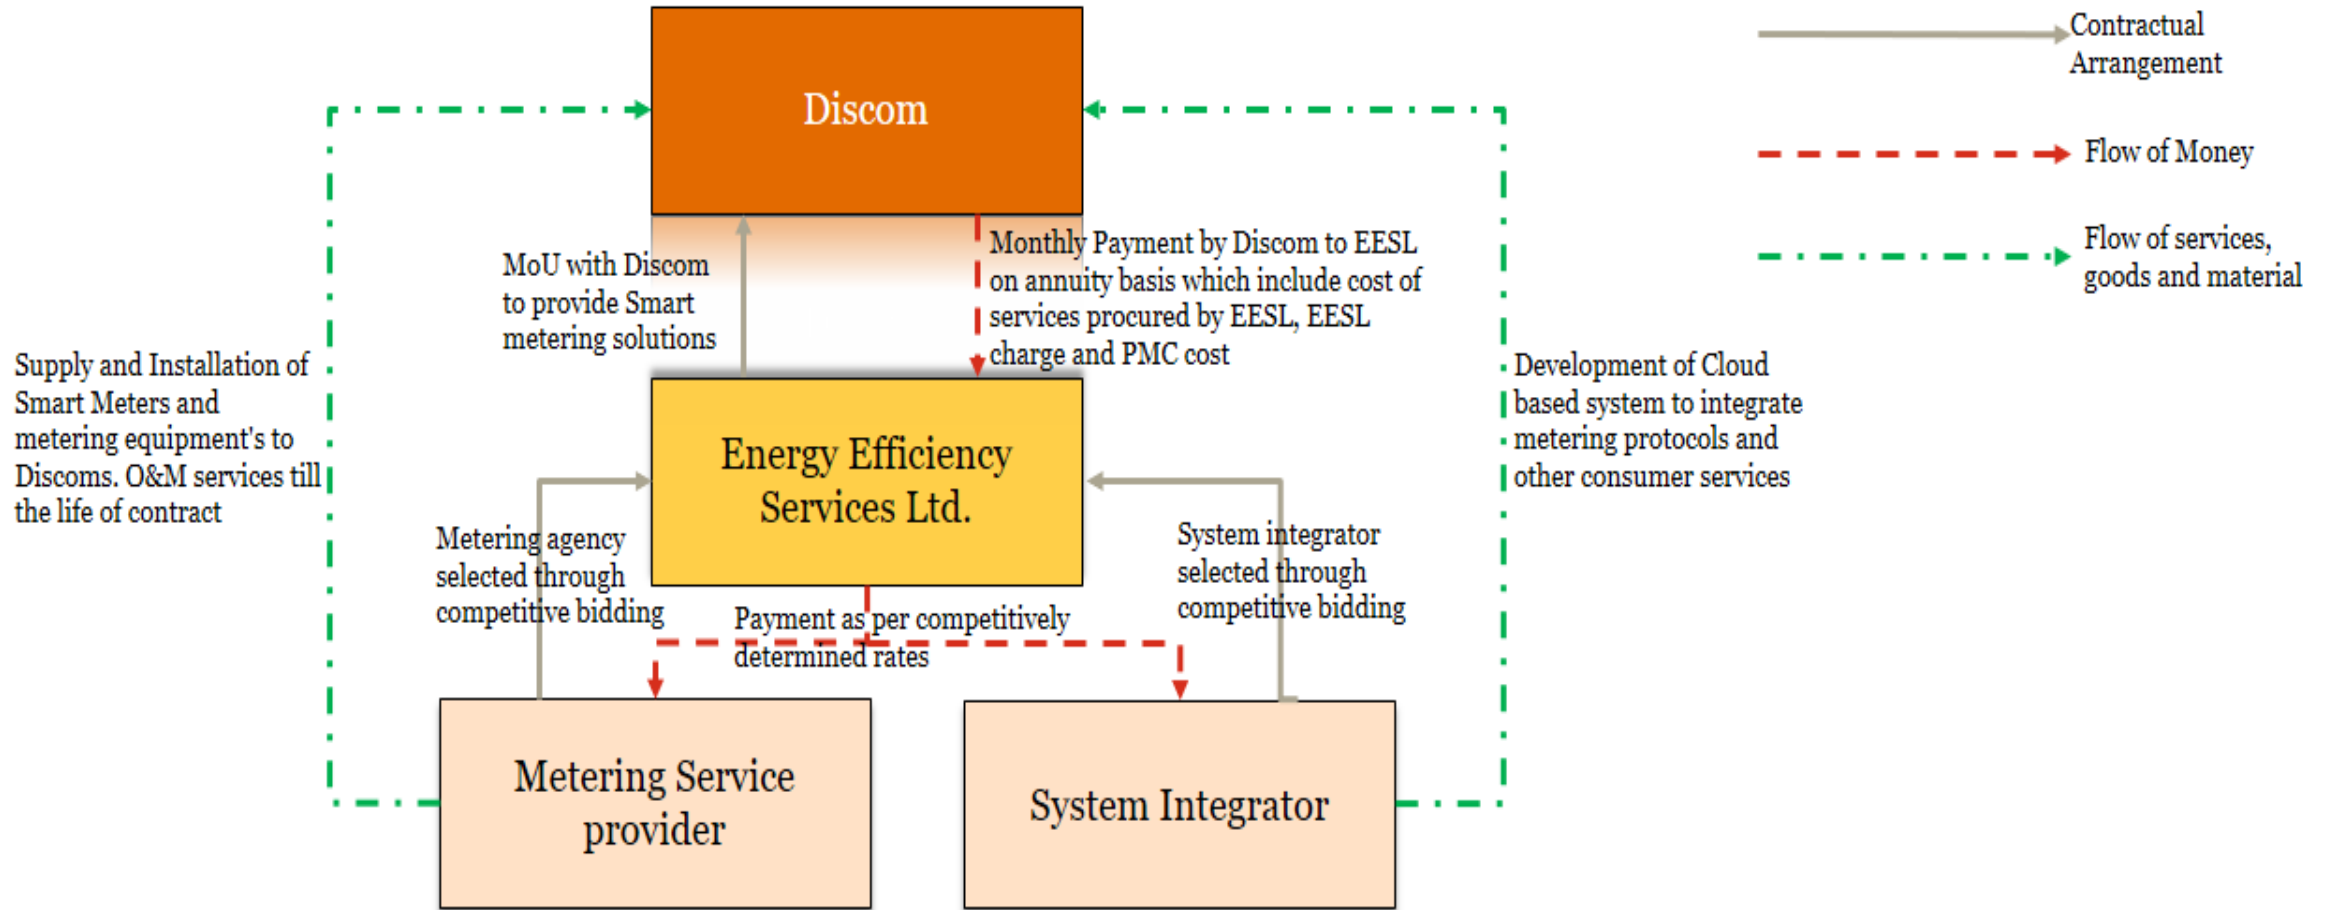 Discom
Contractual
Arrangement
Flow of Money
Flow of services,
goods and material
MoU with Discom
to provide Smart
metering solutions
Monthly Payment by Discom to EESL
on annuity basis which include cost of
services procured by EESL, EESL
charge and PMC cost
Supply and Installation of
Smart Meters and
metering equipment's to
Discoms. O&M services till
the life of contract
Development of Cloud
based system to integrate
metering protocols and
other consumer services
Energy Efficiency
Services Ltd.
Metering agency
selected through
competitive bidding
System integrator
selected through
competitive bidding
Payment as per competitively
determined rates
Metering Service
provider
System Integrator